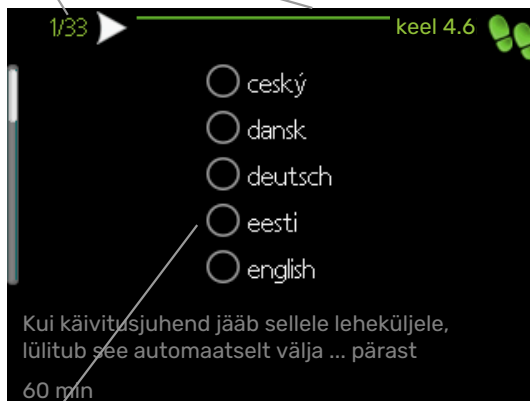 1/33
keel 4.6
ceský
dansk
deutsch
eesti
english
Kui käivitusjuhend jääb sellele leheküljele,
lülitub see automaatselt välja ... pärast
60 min